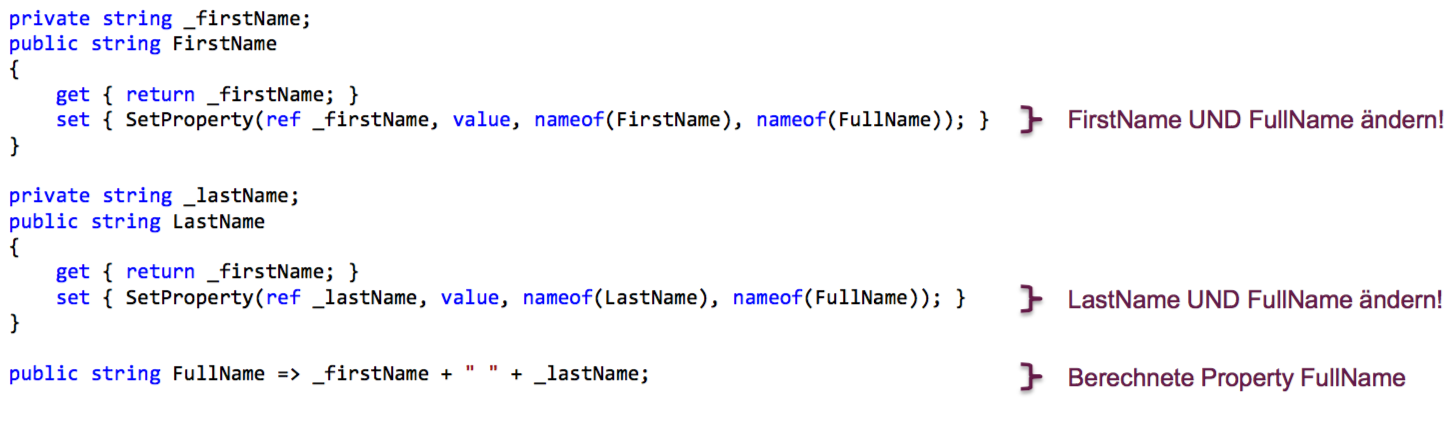 private string _firstName;
public string FirstName
{
    get { return _firstName; }
    set { SetProperty(ref _firstName, value, nameof(FirstName), nameof(FullName)); } FirstName UND FullName ändern!
}
private string _lastName;
public string LastName
{
    get { return _firstName; }
    set { SetProperty(ref _lastName, value, nameof(LastName), nameof(FullName)); } LastName UND FullName ändern!
}
public string FullName => _firstName + " " + _lastName; Berechnete Property FullName